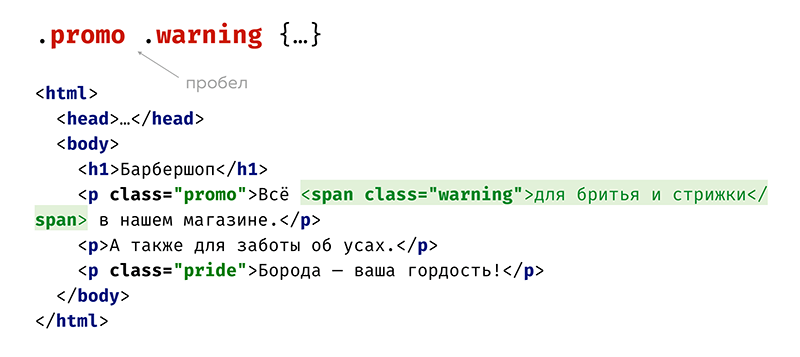 .promo .warning {…}
пробел
<html>
<head>…</head>
<body>
<h1>Барбершоп</h1>
<p class="promo">Всё <span class="warning">для бритья и стрижки</
span> в нашем магазине.</p>
<p>А также для заботы об усах.</p>
<p class="pride">Борода — ваша гордость!</p>
</body>
</html>